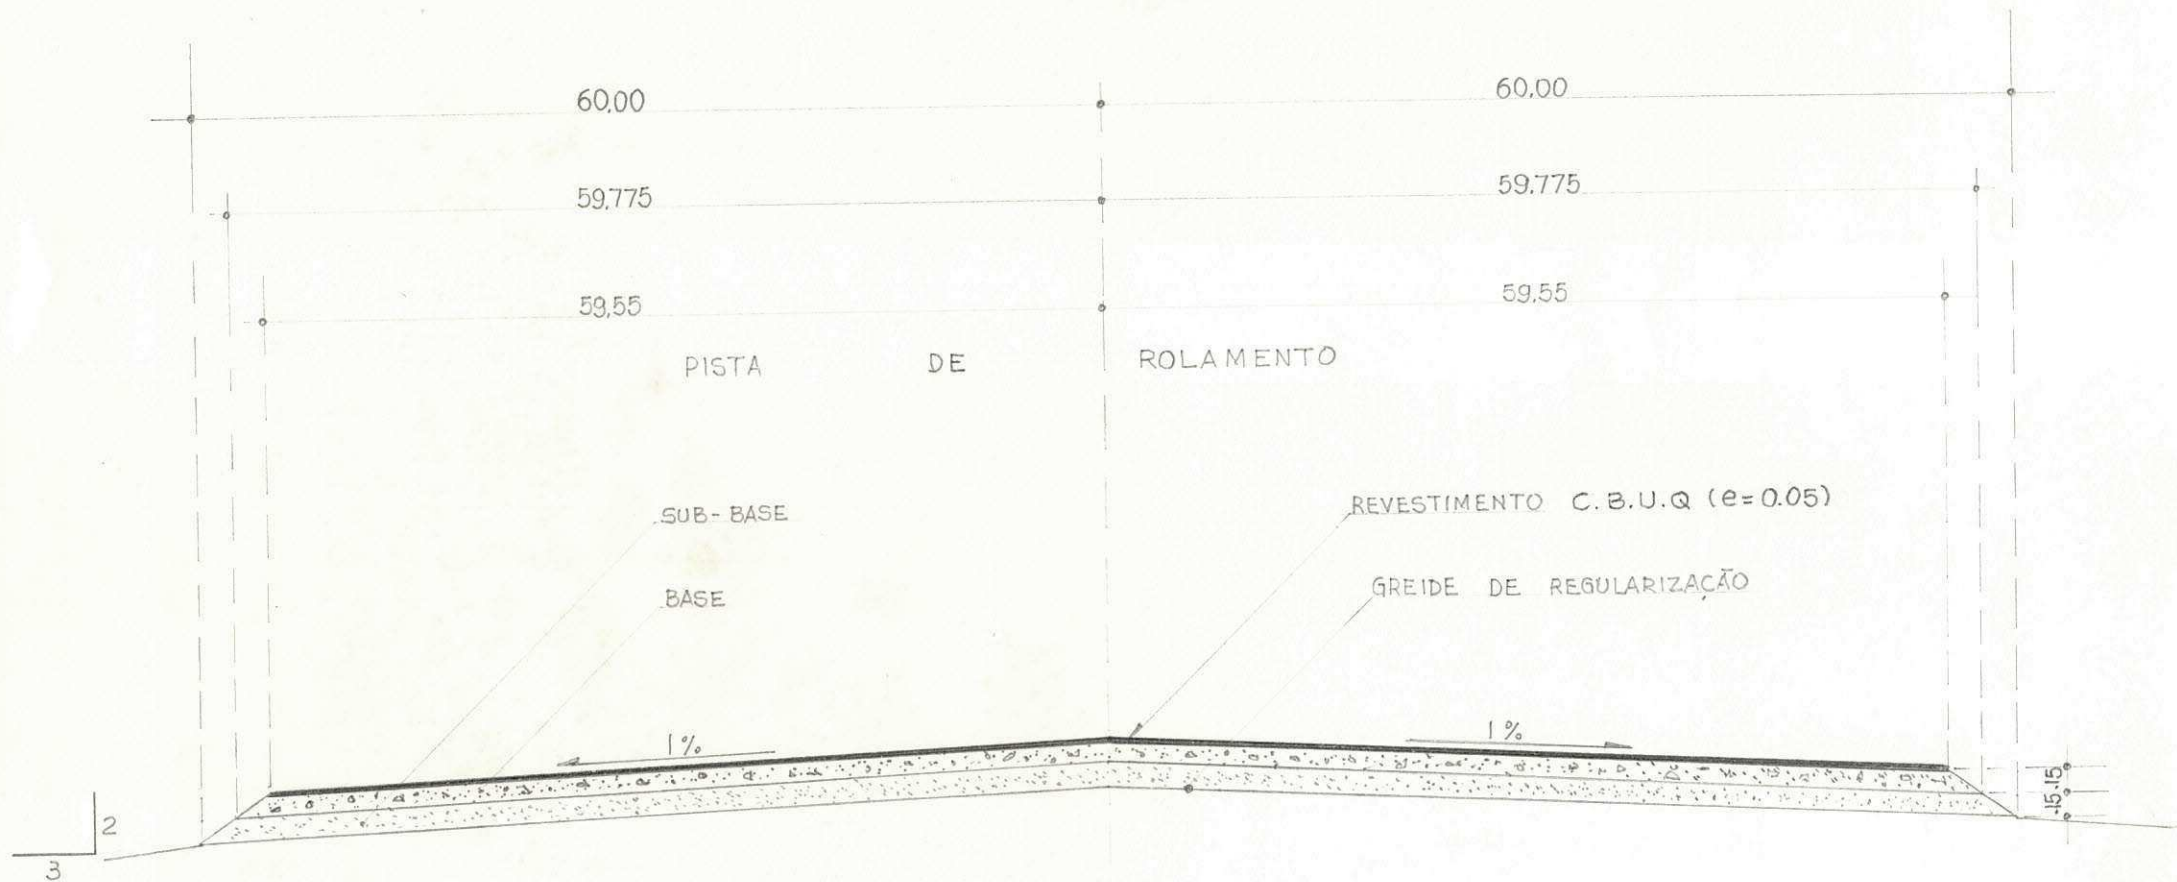 60,00
60,00
59,775
59,775
59,55
59,55
PISTA DE ROLAMENTO
SUB-BASE
REVESTIMENTO C.B.U.Q (e=0.05)
BASE
GREIDE DE REGULARIZAÇÃO
1%
1%
.15
.15
2
3